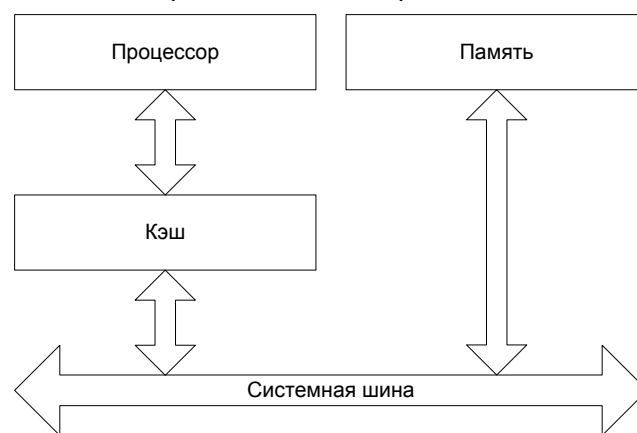 Процессор
Память
Кэш
Системная шина